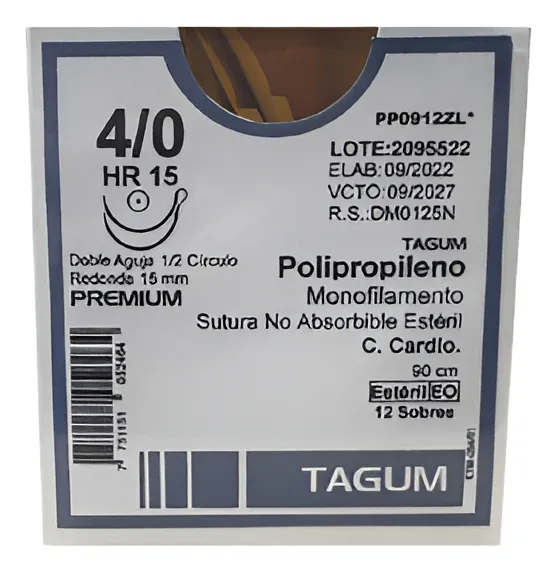 4/0
HR 15
Doble Aguja 1/2 Círculo
Redonda 15 mm
PREMIUM
PP0912ZL*
LOTE:2095522
ELAB:09/2022
VCTO:09/2027
R.S.:DM0125N
TAGUM
Polipropileno
Monofilamento
Sutura No Absorbible Estéril
C. Cardio.
90 cm
Estéril EO
12 Sobres
TAGUM